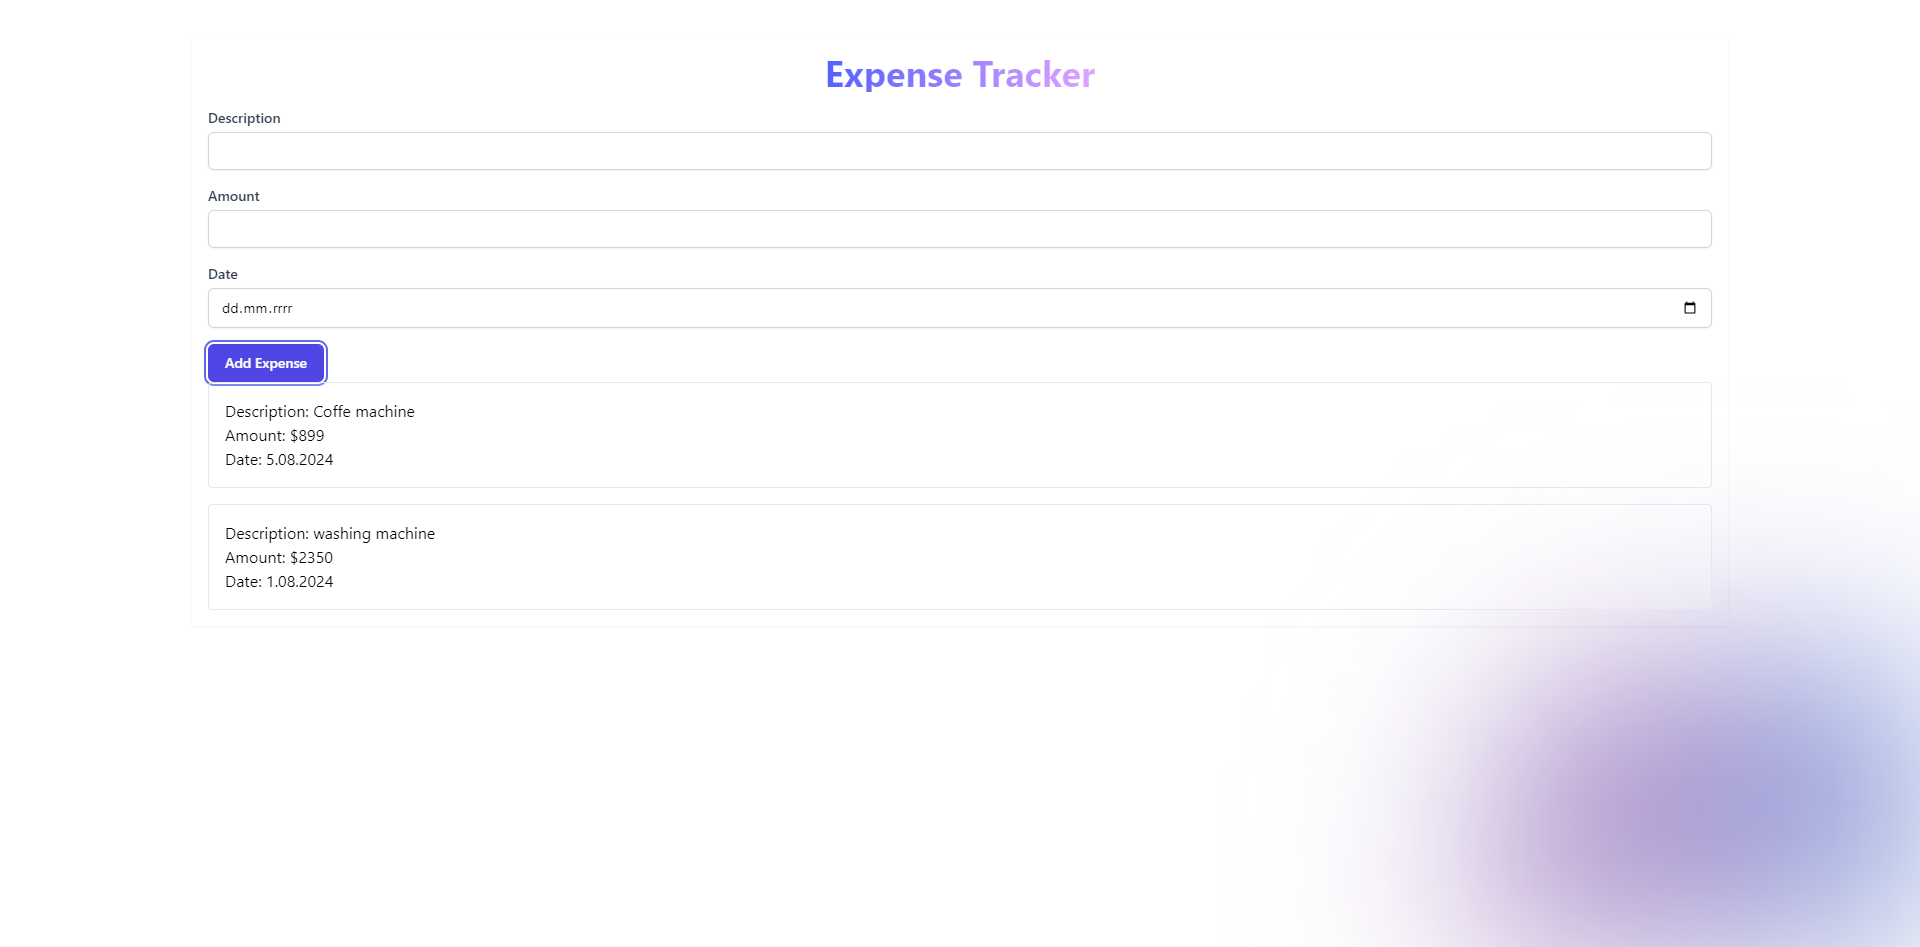 Expense Tracker
Description
Amount
Date
dd.mm.rrrr
Add Expense
Description: Coffe machine
Amount: $899
Date: 5.08.2024
Description: washing machine
Amount: $2350
Date: 1.08.2024